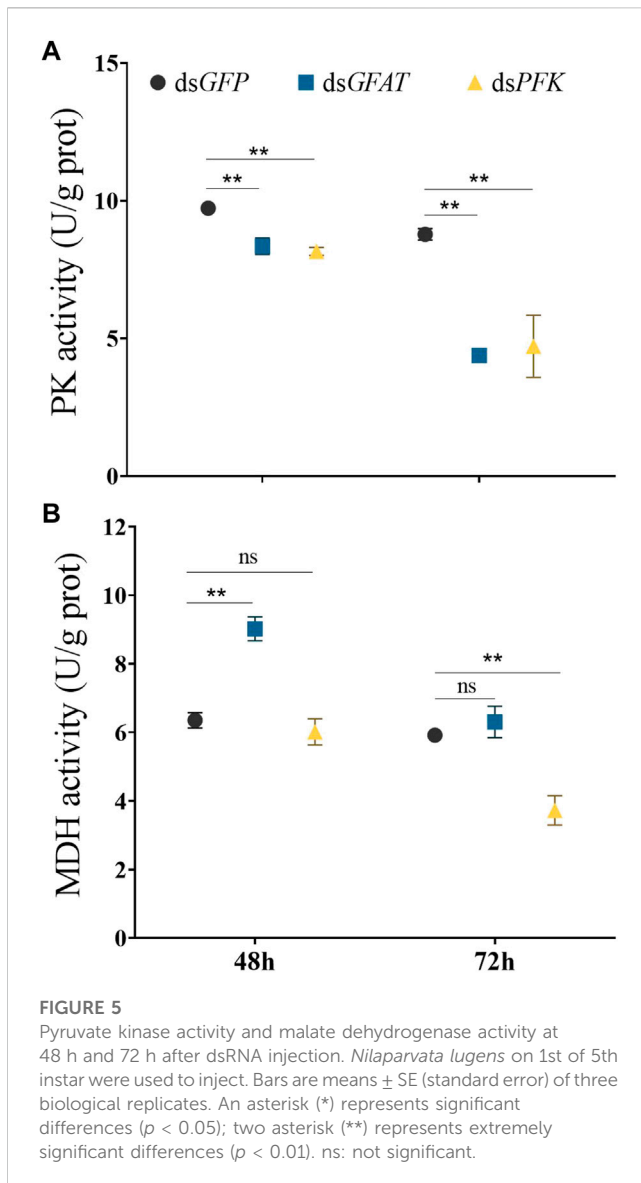 A
15
dsGFP dsGFAT dsPFK
** **
** **
10
5
0
PK activity (U/g prot)
B
12
ns
** **
ns
10
8
6
4
2
0
MDH activity (U/g prot)
48h 72h
FIGURE 5
Pyruvate kinase activity and malate dehydrogenase activity at
48 h and 72 h after dsRNA injection. Nilaparvata lugens on 1st of 5th
instar were used to inject. Bars are means ± SE (standard error) of three
biological replicates. An asterisk (*) represents significant
differences (p < 0.05); two asterisk (**) represents extremely
significant differences (p < 0.01). ns: not significant.